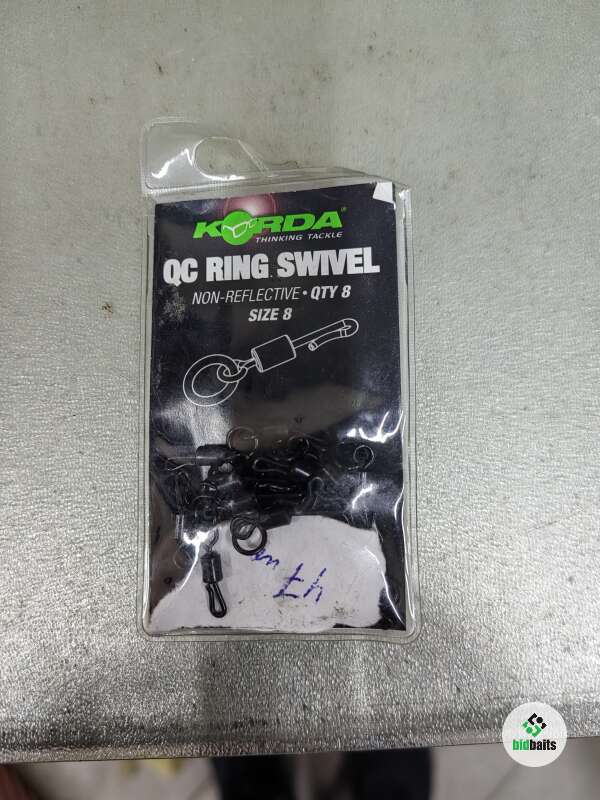 KORDA®
THINKING TACKLE
QC RING SWIVEL
NON-REFLECTIVE • QTY 8
SIZE 8
bidbaits